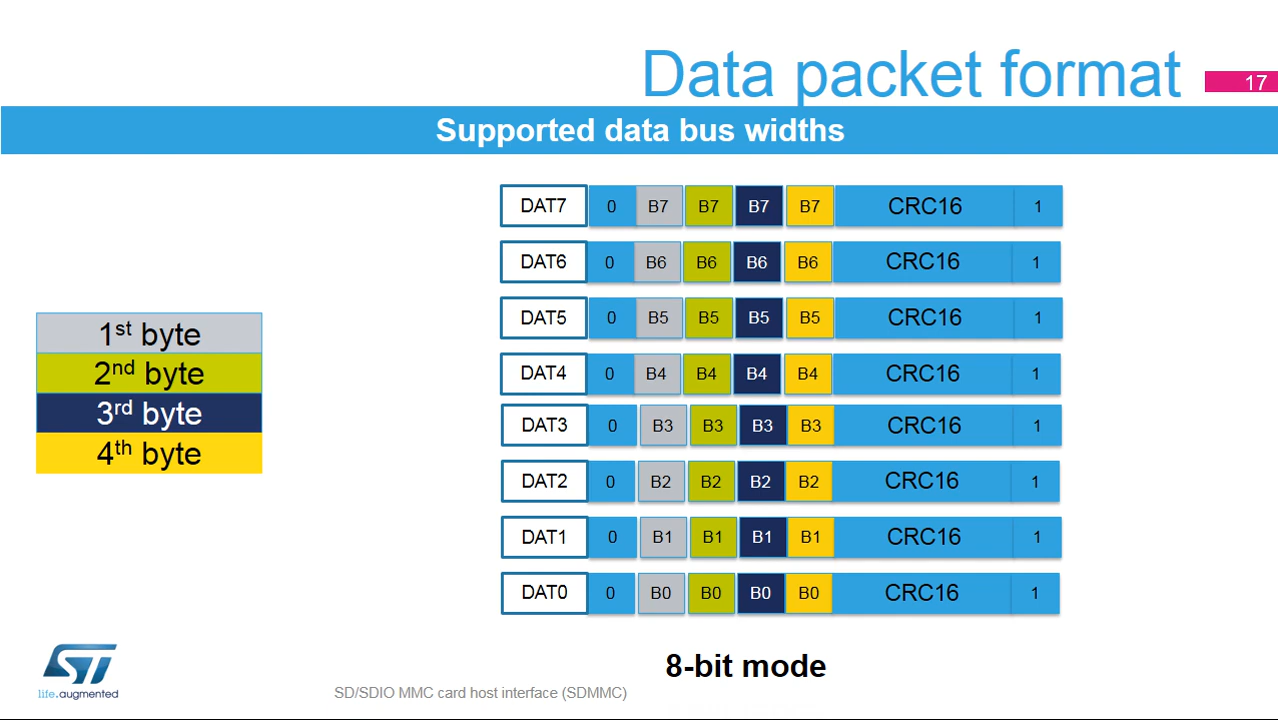 Data packet format
17
Supported data bus widths
DAT7 0 B7 B7 B7 B7 CRC16 1
DAT6 0 B6 B6 B6 B6 CRC16 1
DAT5 0 B5 B5 B5 B5 CRC16 1
DAT4 0 B4 B4 B4 B4 CRC16 1
DAT3 0 B3 B3 B3 B3 CRC16 1
DAT2 0 B2 B2 B2 B2 CRC16 1
DAT1 0 B1 B1 B1 B1 CRC16 1
DAT0 0 B0 B0 B0 B0 CRC16 1
1st byte
2nd byte
3rd byte
4th byte
8-bit mode
ST
life.augmented
SD/SDIO MMC card host interface (SDMMC)